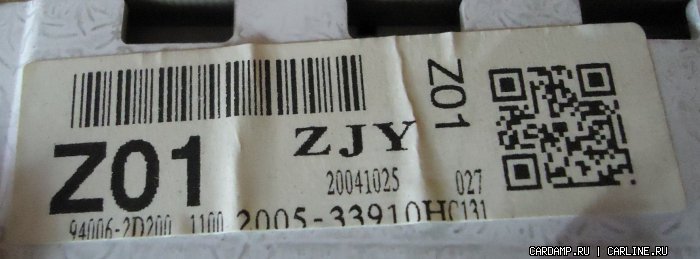 Z01
ZJY
Z01
20041025 027
94006-2D200 1100 2005-33910HC131
CARDAMP.RU | CARLINE.RU